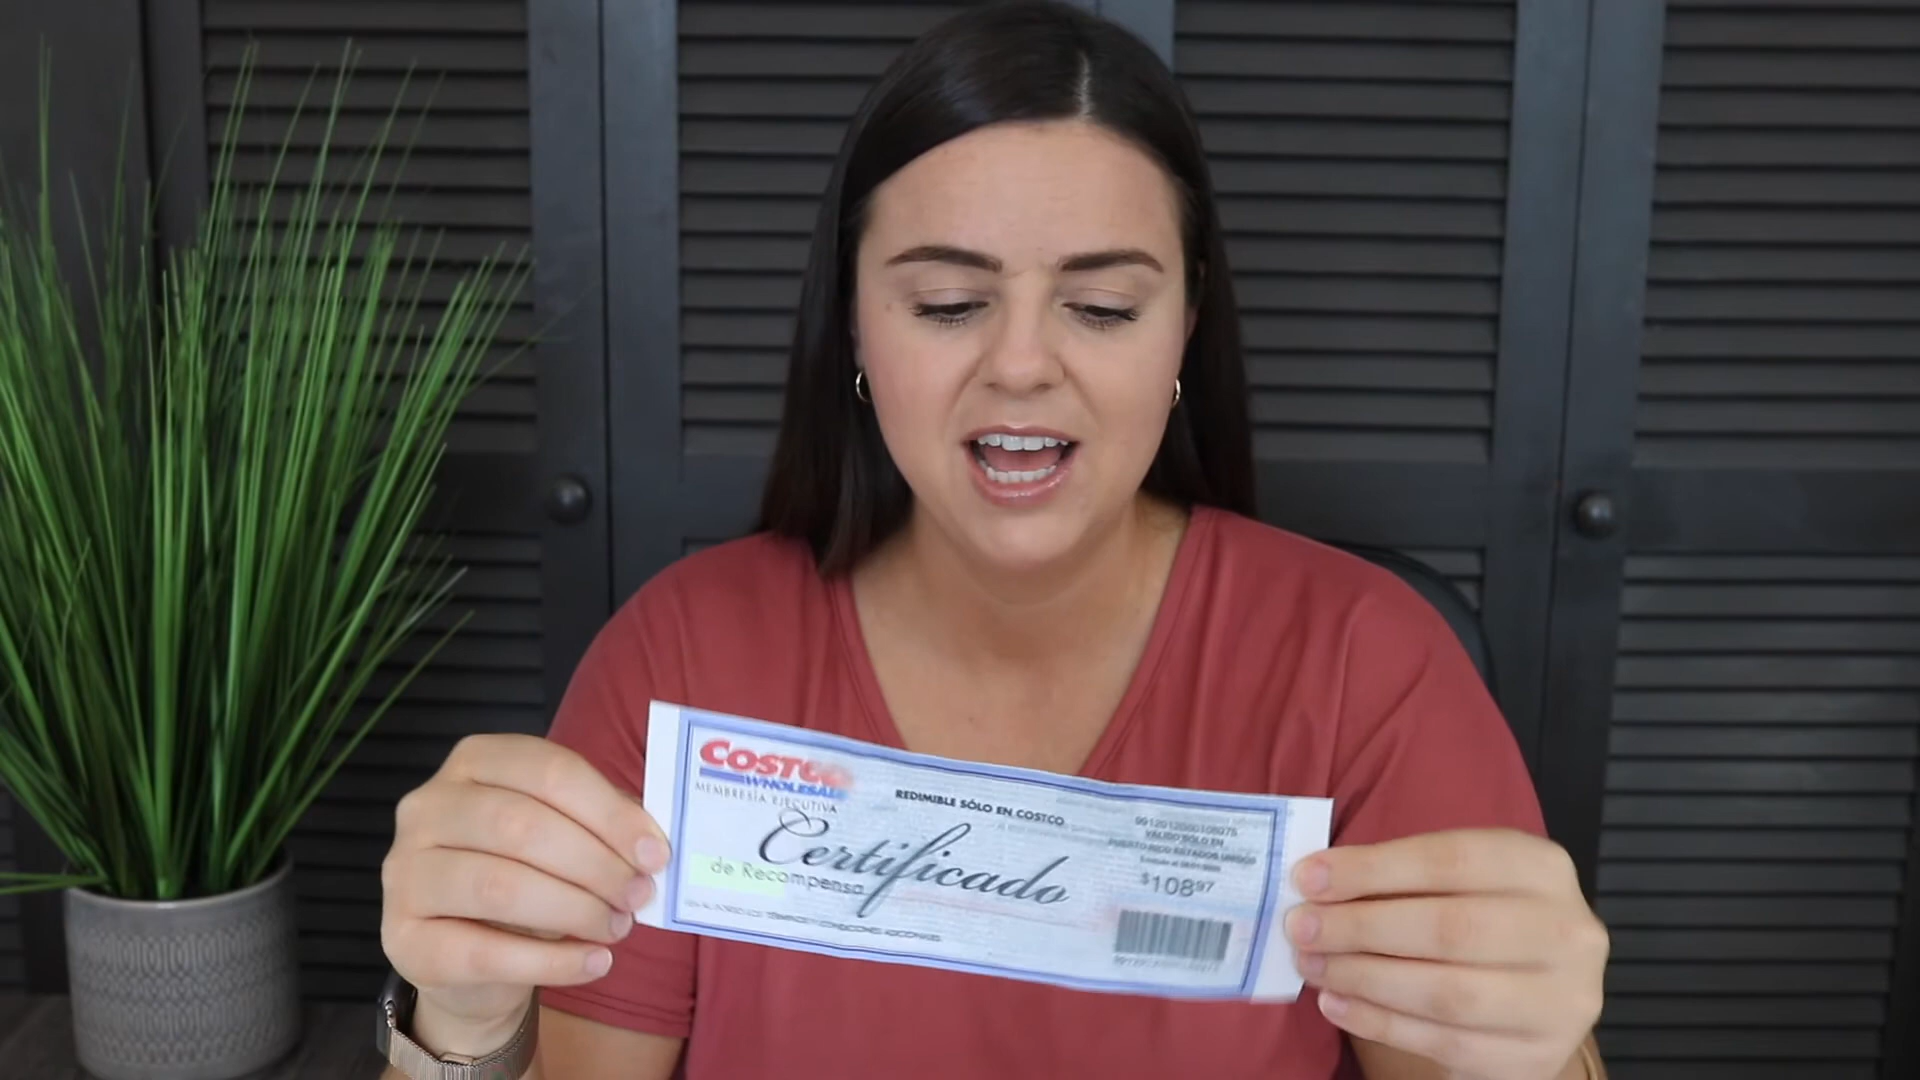 COSTCO
WHOLESALE
MEMBRESÍA EJECUTIVA
REDIMIBLE SÓLO EN COSTCO
Certificado
de Recompensa
VÁLIDO SÓLO EN
PUERTO RICO ESTADOS UNIDOS
$108.97